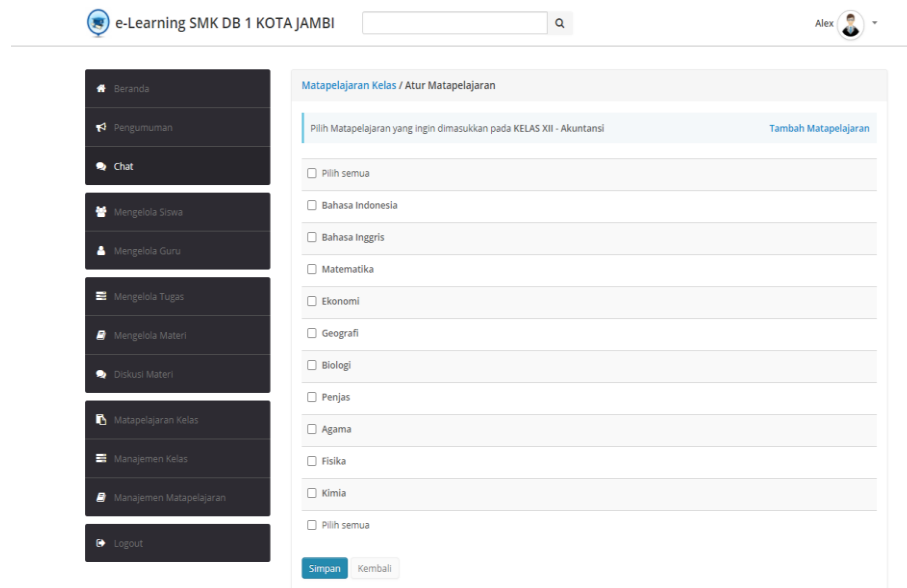 e-Learning SMK DB 1 KOTA JAMBI
Alex
Beranda
Pengumuman
Chat
Mengelola Siswa
Mengelola Guru
Mengelola Tugas
Mengelola Materi
Diskusi Materi
Matapelajaran Kelas
Manajemen Kelas
Manajemen Matapelajaran
Logout
Matapelajaran Kelas / Atur Matapelajaran
Pilih Matapelajaran yang ingin dimasukkan pada KELAS XII - Akuntansi
Tambah Matapelajaran
Pilih semua
Bahasa Indonesia
Bahasa Inggris
Matematika
Ekonomi
Geografi
Biologi
Penjas
Agama
Fisika
Kimia
Pilih semua
Simpan
Kembali